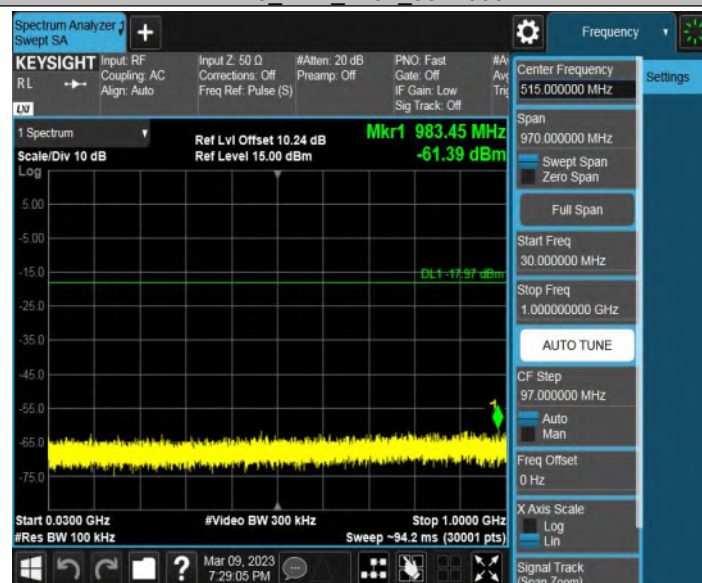 Spectrum Analyzer 1
Swept SA
+
Frequency
KEYSIGHT
RL
LXI
Input: RF
Coupling: AC
Align: Auto
Input Z: 50 Ω
Corrections: Off
Freq Ref: Pulse (S)
#Atten: 20 dB
Preamp: Off
PNO: Fast
Gate: Off
IF Gain: Low
Sig Track: Off
1 Spectrum
Scale/Div 10 dB
Log
Ref Lvl Offset 10.24 dB
Ref Level 15.00 dBm
Mkr1 983.45 MHz
-61.39 dBm
5.00
-5.00
-15.0
-25.0
-35.0
-45.0
-55.0
-65.0
-75.0
DL1 -17.97 dBm
1
Start 0.0300 GHz
#Res BW 100 kHz
#Video BW 300 kHz
Stop 1.0000 GHz
Sweep ~94.2 ms (30001 pts)
?
Mar 09, 2023
7:29:05 PM
Center Frequency
515.000000 MHz
Settings
Span
970.000000 MHz
Swept Span
Zero Span
Full Span
Start Freq
30.000000 MHz
Stop Freq
1.000000000 GHz
AUTO TUNE
CF Step
97.000000 MHz
Auto
Man
Freq Offset
0 Hz
X Axis Scale
Log
Lin
Signal Track
(Span Zoom)